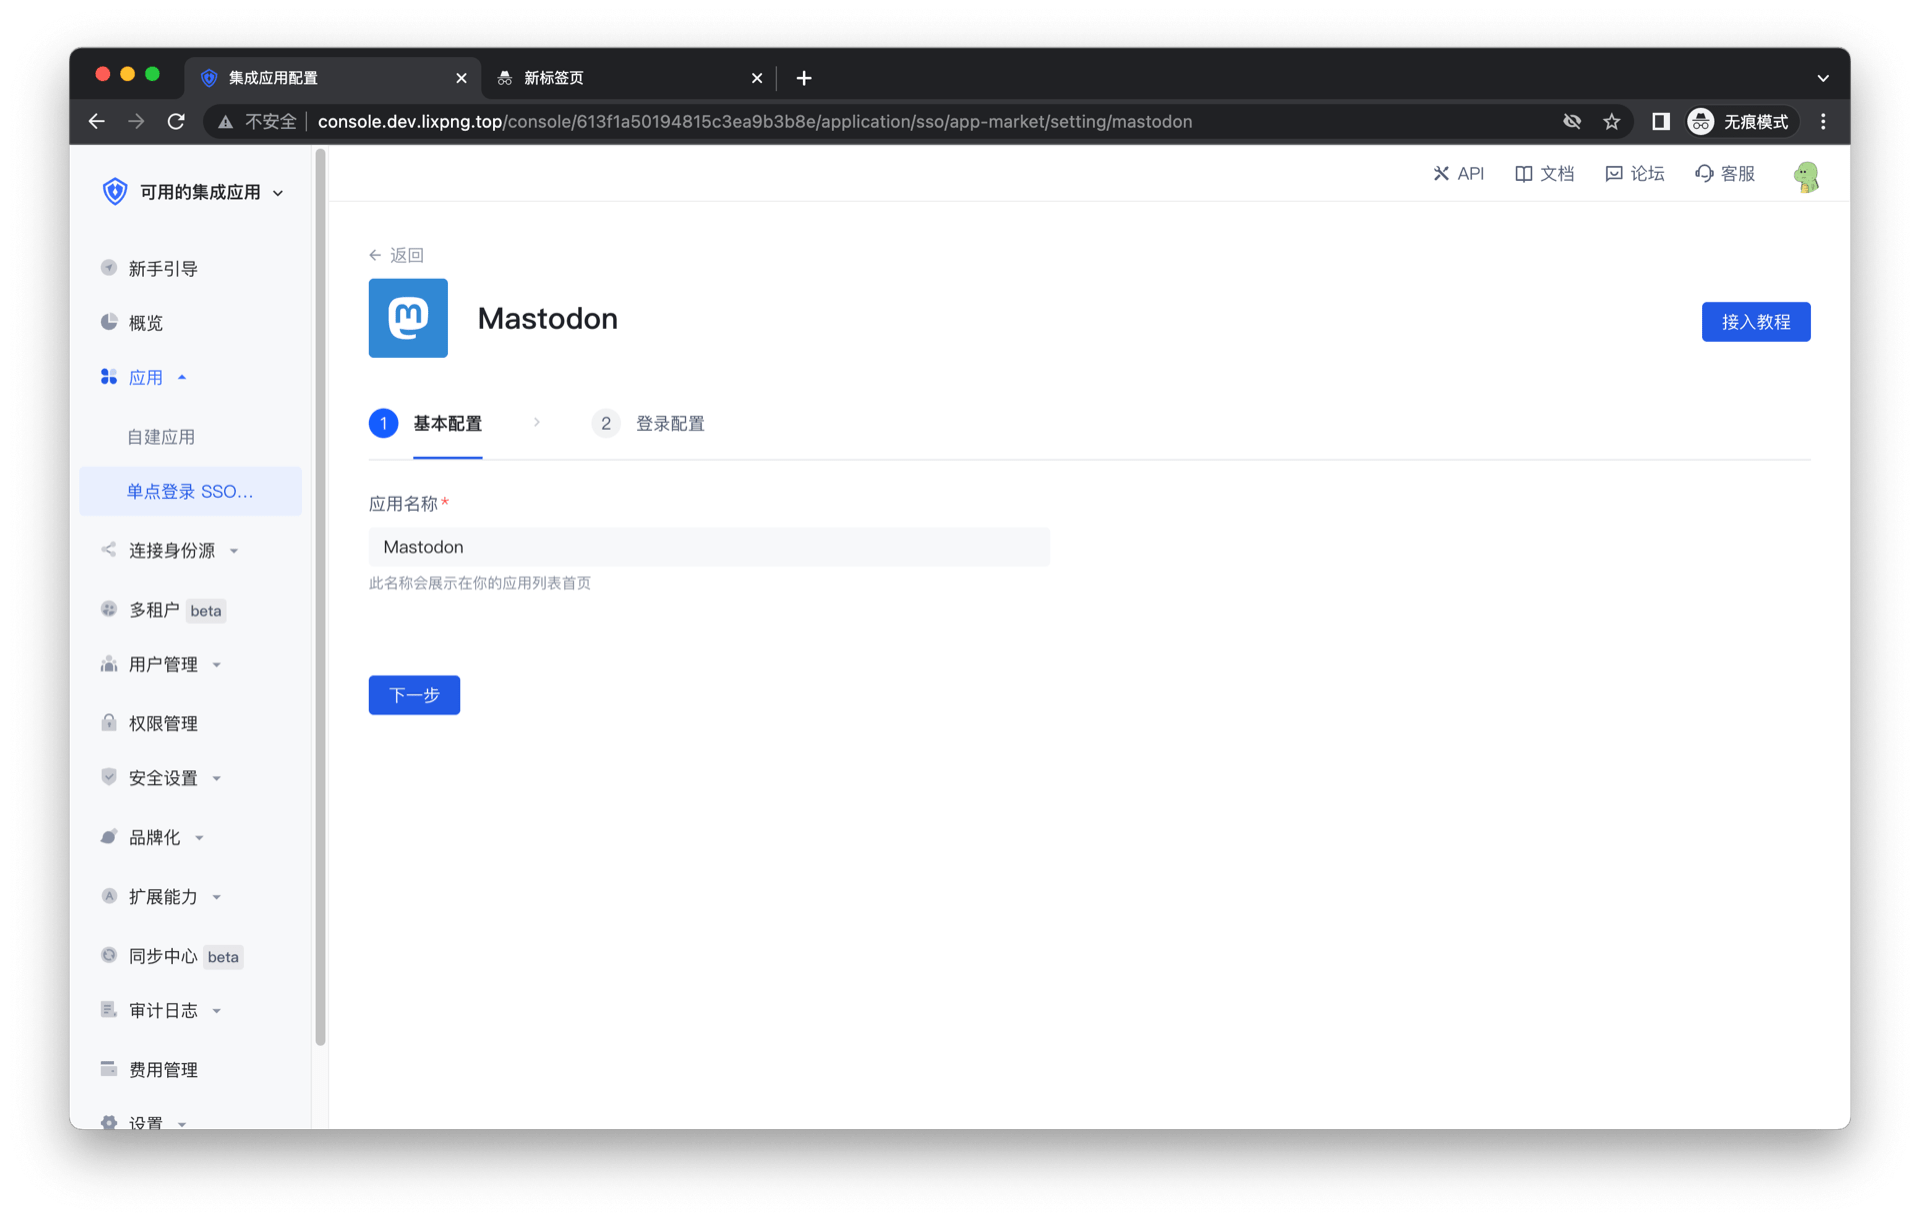 集成应用配置
新标签页
不安全
console.dev.lixpng.top/console/613f1a50194815c3ea9b3b8e/application/sso/app-market/setting/mastodon
无痕模式
可用的集成应用
API
文档
论坛
客服
新手引导
概览
应用
自建应用
单点登录 SSO...
连接身份源
多租户 beta
用户管理
权限管理
安全设置
品牌化
扩展能力
同步中心 beta
审计日志
费用管理
设置
返回
Mastodon
接入教程
1 基本配置
2 登录配置
应用名称*
Mastodon
此名称会展示在你的应用列表首页
下一步